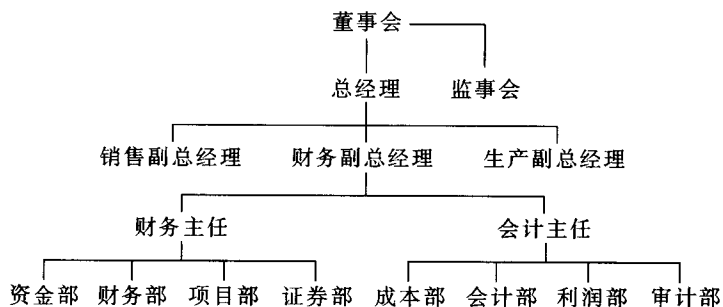 董事会
总经理 监事会
销售副总经理 财务副总经理 生产副总经理
财务主任 会计主任
资金部 财务部 项目部 证券部 成本部 会计部 利润部 审计部